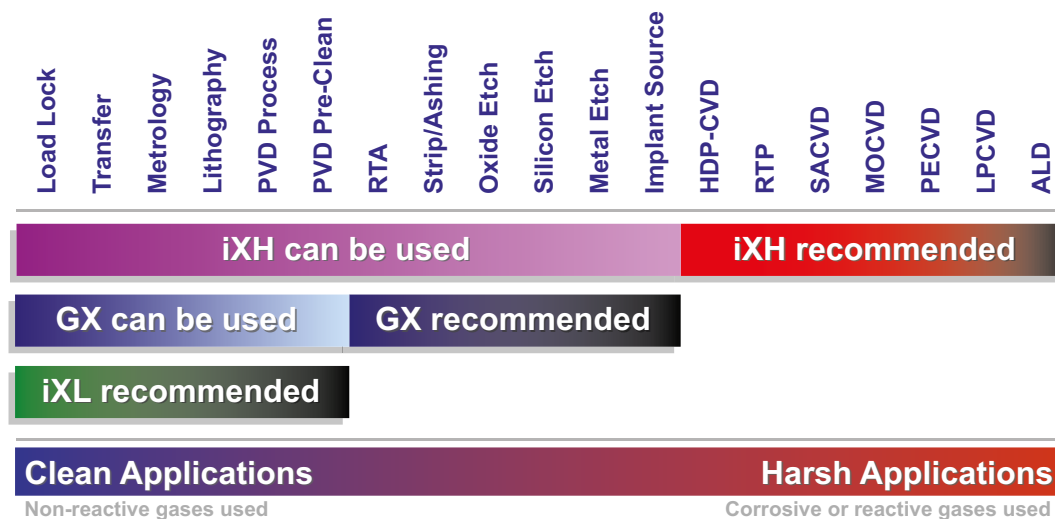 Load Lock
Transfer
Metrology
Lithography
PVD Process
PVD Pre-Clean
RTA
Strip/Ashing
Oxide Etch
Silicon Etch
Metal Etch
Implant Source
HDP-CVD
RTP
SACVD
MOCVD
PECVD
LPCVD
ALD
iXH can be used
iXH recommended
GX can be used
GX recommended
iXL recommended
Clean Applications
Harsh Applications
Non-reactive gases used
Corrosive or reactive gases used